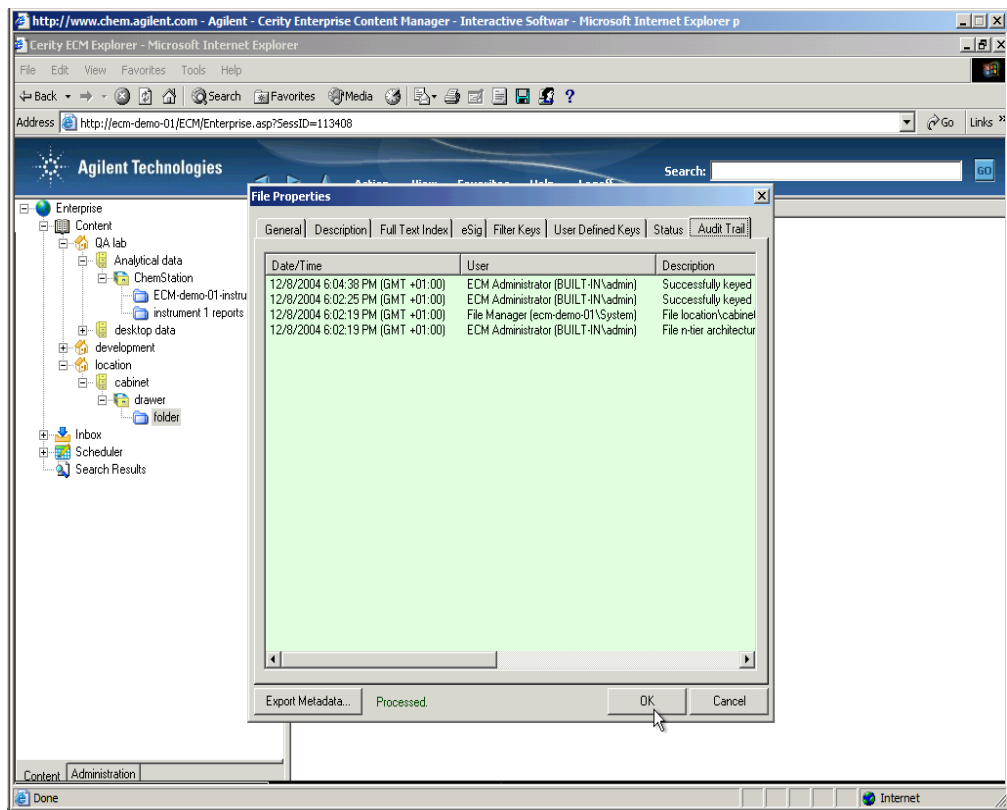 http://www.chem.agilent.com - Agilent - Cerity Enterprise Content Manager - Interactive Softwar - Microsoft Internet Explorer p
Cerity ECM Explorer - Microsoft Internet Explorer
File Edit View Favorites Tools Help
Back Search Favorites Media
Address http://ecm-demo-01/ECM/Enterprise.asp?SessID=113408 Go Links »
Agilent Technologies
Search: GO
File Properties
General Description Full Text Index eSig Filter Keys User Defined Keys Status Audit Trail
Date/Time User Description
12/8/2004 6:04:38 PM (GMT +01:00) ECM Administrator (BUILT-IN\admin) Successfully keyed
12/8/2004 6:02:25 PM (GMT +01:00) ECM Administrator (BUILT-IN\admin) Successfully keyed
12/8/2004 6:02:19 PM (GMT +01:00) File Manager (ecm-demo-01\System) File location\cabinet
12/8/2004 6:02:19 PM (GMT +01:00) ECM Administrator (BUILT-IN\admin) File n-tier architectur
Export Metadata... Processed. OK Cancel
Enterprise
Content
QA lab
Analytical data
ChemStation
ECM-demo-01-instru
instrument 1 reports
desktop data
development
location
cabinet
drawer
folder
Inbox
Scheduler
Search Results
Content Administration
Done Internet